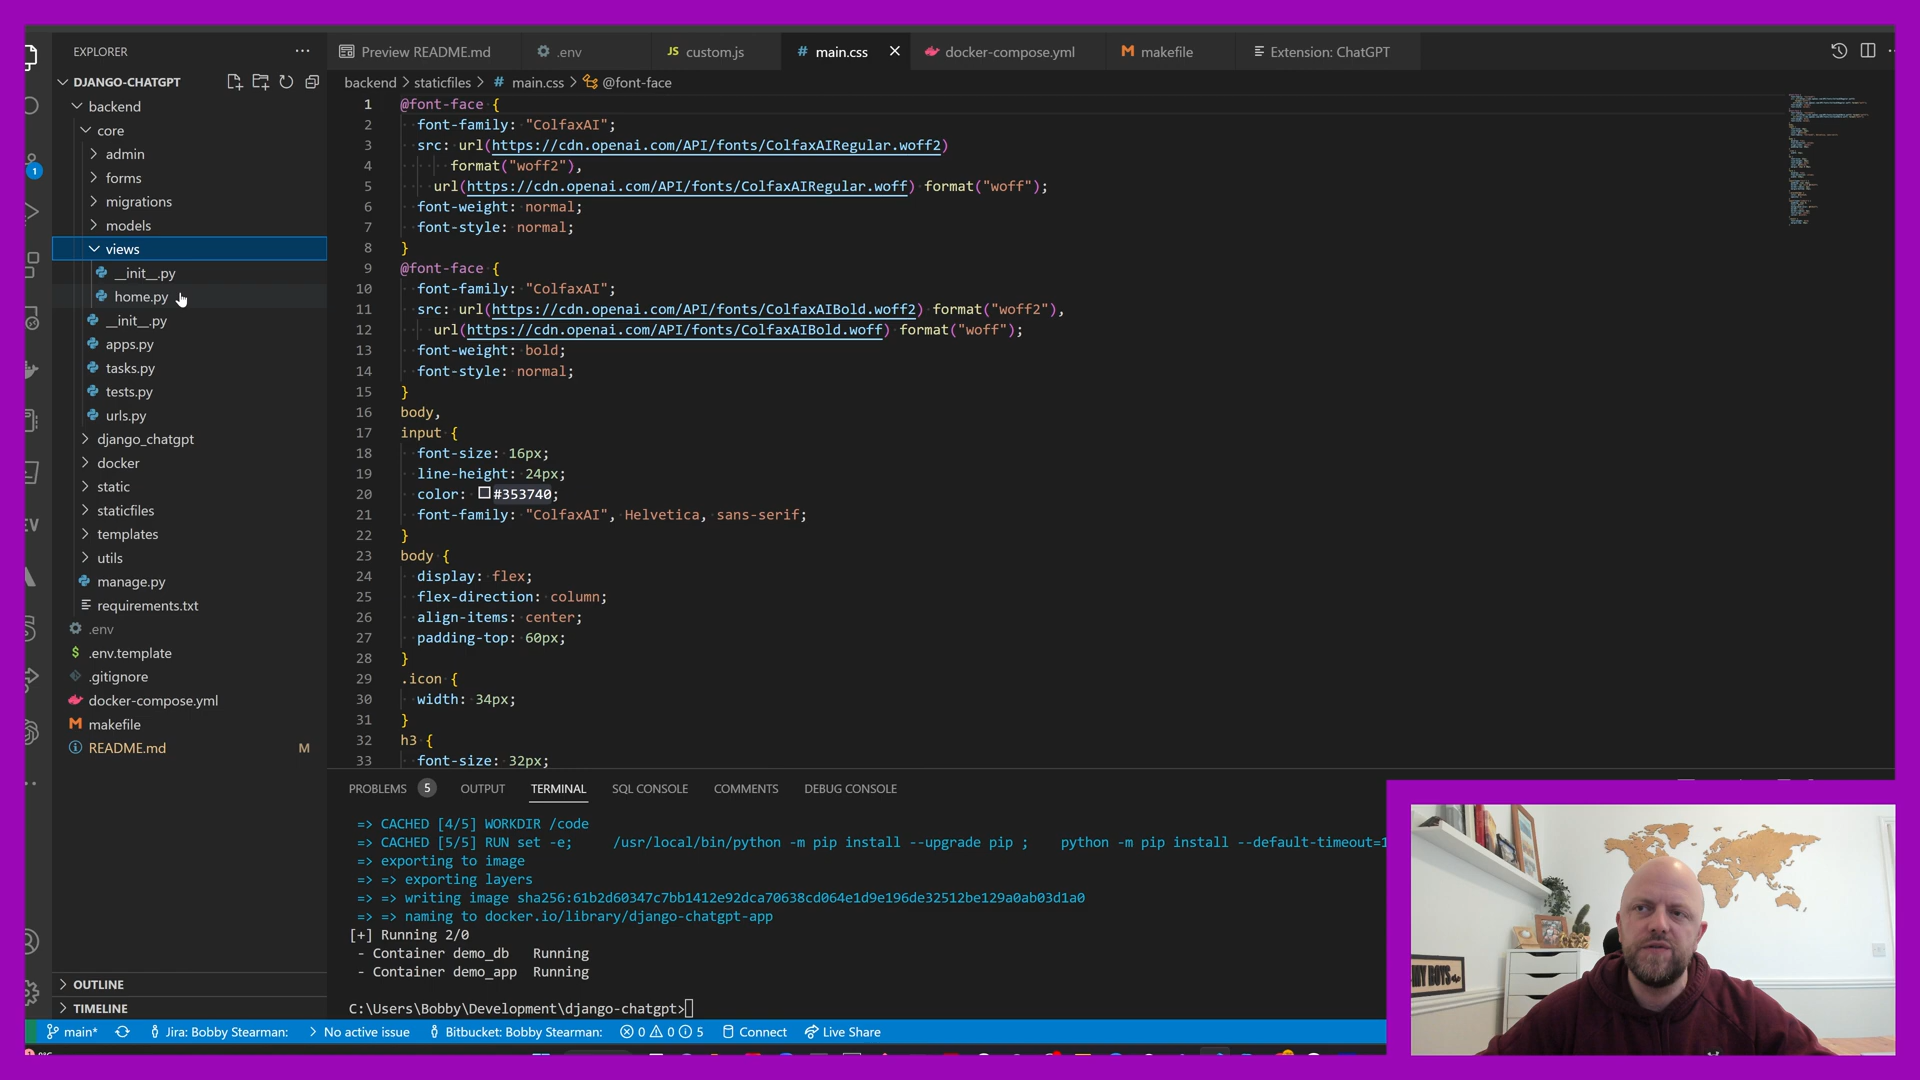 EXPLORER
DJANGO-CHATGPT
backend
core
admin
forms
migrations
models
views
__init__.py
home.py
__init__.py
apps.py
tasks.py
tests.py
urls.py
django_chatgpt
docker
static
staticfiles
templates
utils
manage.py
requirements.txt
.env
$ .env.template
.gitignore
docker-compose.yml
M makefile
README.md M
OUTLINE
TIMELINE
1
Preview README.md
.env
JS custom.js
# main.css
docker-compose.yml
M makefile
Extension: ChatGPT
backend > staticfiles > # main.css > @font-face
1 @font-face {
2 font-family: "ColfaxAI";
3 src: url(https://cdn.openai.com/API/fonts/ColfaxAIRegular.woff2)
4 format("woff2"),
5 url(https://cdn.openai.com/API/fonts/ColfaxAIRegular.woff) format("woff");
6 font-weight: normal;
7 font-style: normal;
8 }
9 @font-face {
10 font-family: "ColfaxAI";
11 src: url(https://cdn.openai.com/API/fonts/ColfaxAIBold.woff2) format("woff2"),
12 url(https://cdn.openai.com/API/fonts/ColfaxAIBold.woff) format("woff");
13 font-weight: bold;
14 font-style: normal;
15 }
16 body,
17 input {
18 font-size: 16px;
19 line-height: 24px;
20 color: #353740;
21 font-family: "ColfaxAI", Helvetica, sans-serif;
22 }
23 body {
24 display: flex;
25 flex-direction: column;
26 align-items: center;
27 padding-top: 60px;
28 }
29 .icon {
30 width: 34px;
31 }
32 h3 {
33 font-size: 32px;
PROBLEMS 5 OUTPUT TERMINAL SQL CONSOLE COMMENTS DEBUG CONSOLE
=> CACHED [4/5] WORKDIR /code
=> CACHED [5/5] RUN set -e; /usr/local/bin/python -m pip install --upgrade pip ; python -m pip install --default-timeout=1
=> exporting to image
=> => exporting layers
=> => writing image sha256:61b2d60347c7bb1412e92dca70638cd064e1d9e196de32512be129a0ab03d1a0
=> => naming to docker.io/library/django-chatgpt-app
[+] Running 2/0
- Container demo_db Running
- Container demo_app Running
C:\Users\Bobby\Development\django-chatgpt>
main* Jira: Bobby Stearman: No active issue Bitbucket: Bobby Stearman: 0 0 5 Connect Live Share
MY BOYS